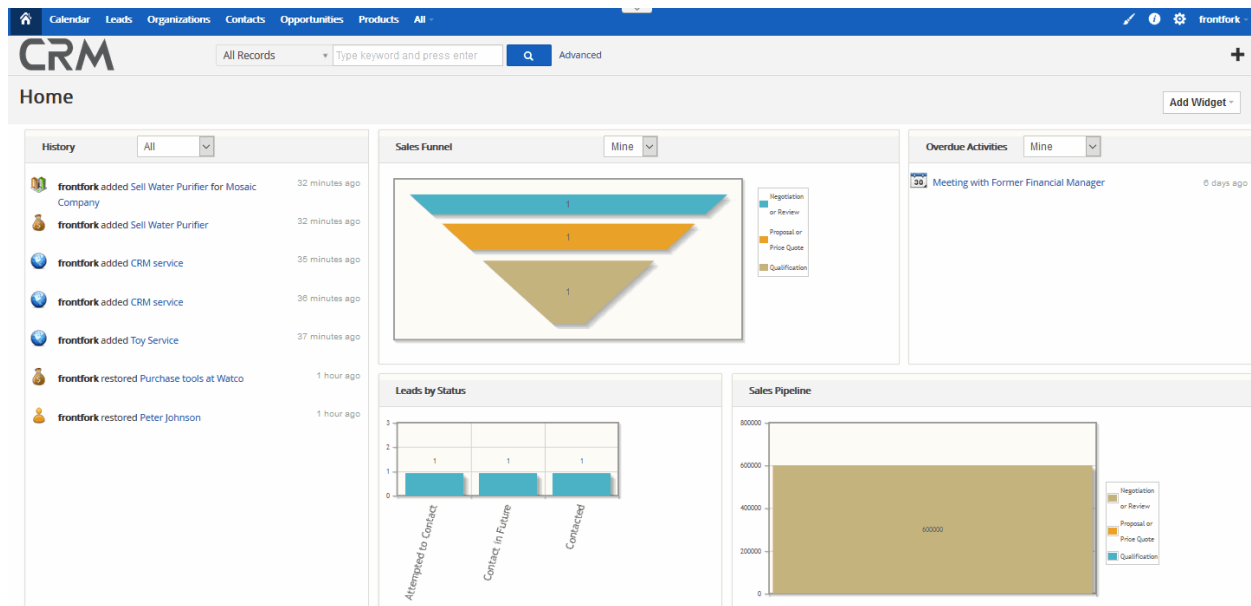 Calendar Leads Organizations Contacts Opportunities Products All
frontfork
CRM
All Records
Type keyword and press enter
Advanced
Home
Add Widget
History
All
frontfork added Sell Water Purifier for Mosaic
Company
32 minutes ago
frontfork added Sell Water Purifier
32 minutes ago
frontfork added CRM service
35 minutes ago
frontfork added CRM service
36 minutes ago
frontfork added Toy Service
37 minutes ago
frontfork restored Purchase tools at Watco
1 hour ago
frontfork restored Peter Johnson
1 hour ago
Sales Funnel
Mine
1
1
1
Negotiation
or Review
Proposal or
Price Quote
Qualification
Overdue Activities
Mine
30
Meeting with Former Financial Manager
6 days ago
Leads by Status
3
2
1
0
1
1
1
Attempted to Contact
Contact in Future
Contacted
Sales Pipeline
800000
600000
400000
200000
0
600000
Negotiation
or Review
Proposal or
Price Quote
Qualification